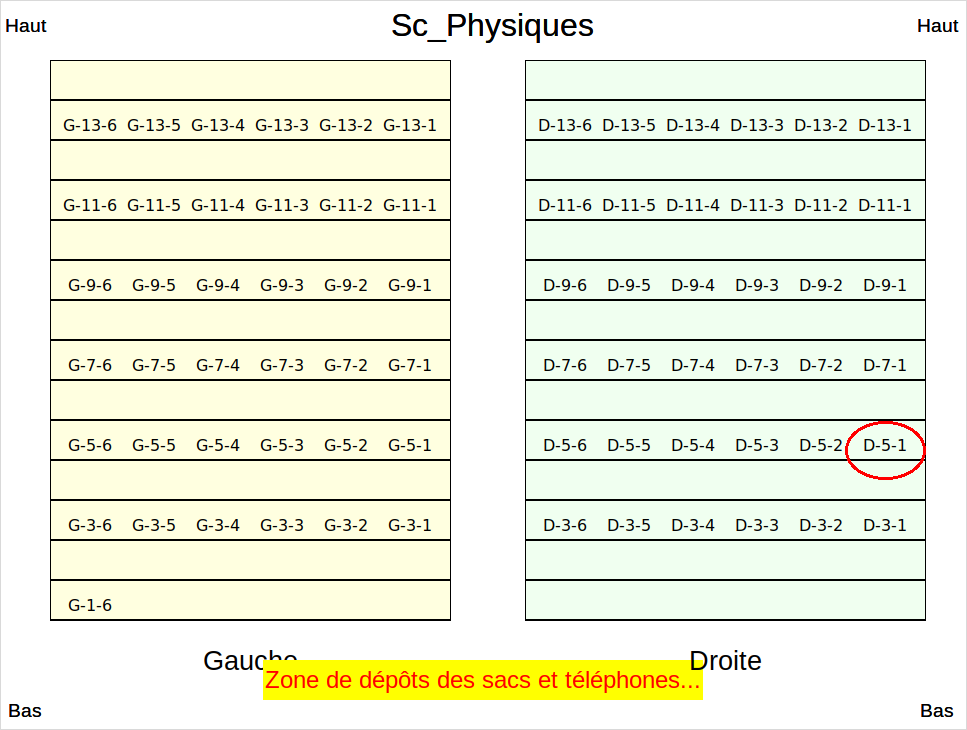 Sc_Physiques
Haut Haut
G-13-6 G-13-5 G-13-4 G-13-3 G-13-2 G-13-1 D-13-6 D-13-5 D-13-4 D-13-3 D-13-2 D-13-1
G-11-6 G-11-5 G-11-4 G-11-3 G-11-2 G-11-1 D-11-6 D-11-5 D-11-4 D-11-3 D-11-2 D-11-1
G-9-6 G-9-5 G-9-4 G-9-3 G-9-2 G-9-1 D-9-6 D-9-5 D-9-4 D-9-3 D-9-2 D-9-1
G-7-6 G-7-5 G-7-4 G-7-3 G-7-2 G-7-1 D-7-6 D-7-5 D-7-4 D-7-3 D-7-2 D-7-1
G-5-6 G-5-5 G-5-4 G-5-3 G-5-2 G-5-1 D-5-6 D-5-5 D-5-4 D-5-3 D-5-2 D-5-1
G-3-6 G-3-5 G-3-4 G-3-3 G-3-2 G-3-1 D-3-6 D-3-5 D-3-4 D-3-3 D-3-2 D-3-1
G-1-6
Gauche Droite
Zone de dépôts des sacs et téléphones...
Bas Bas